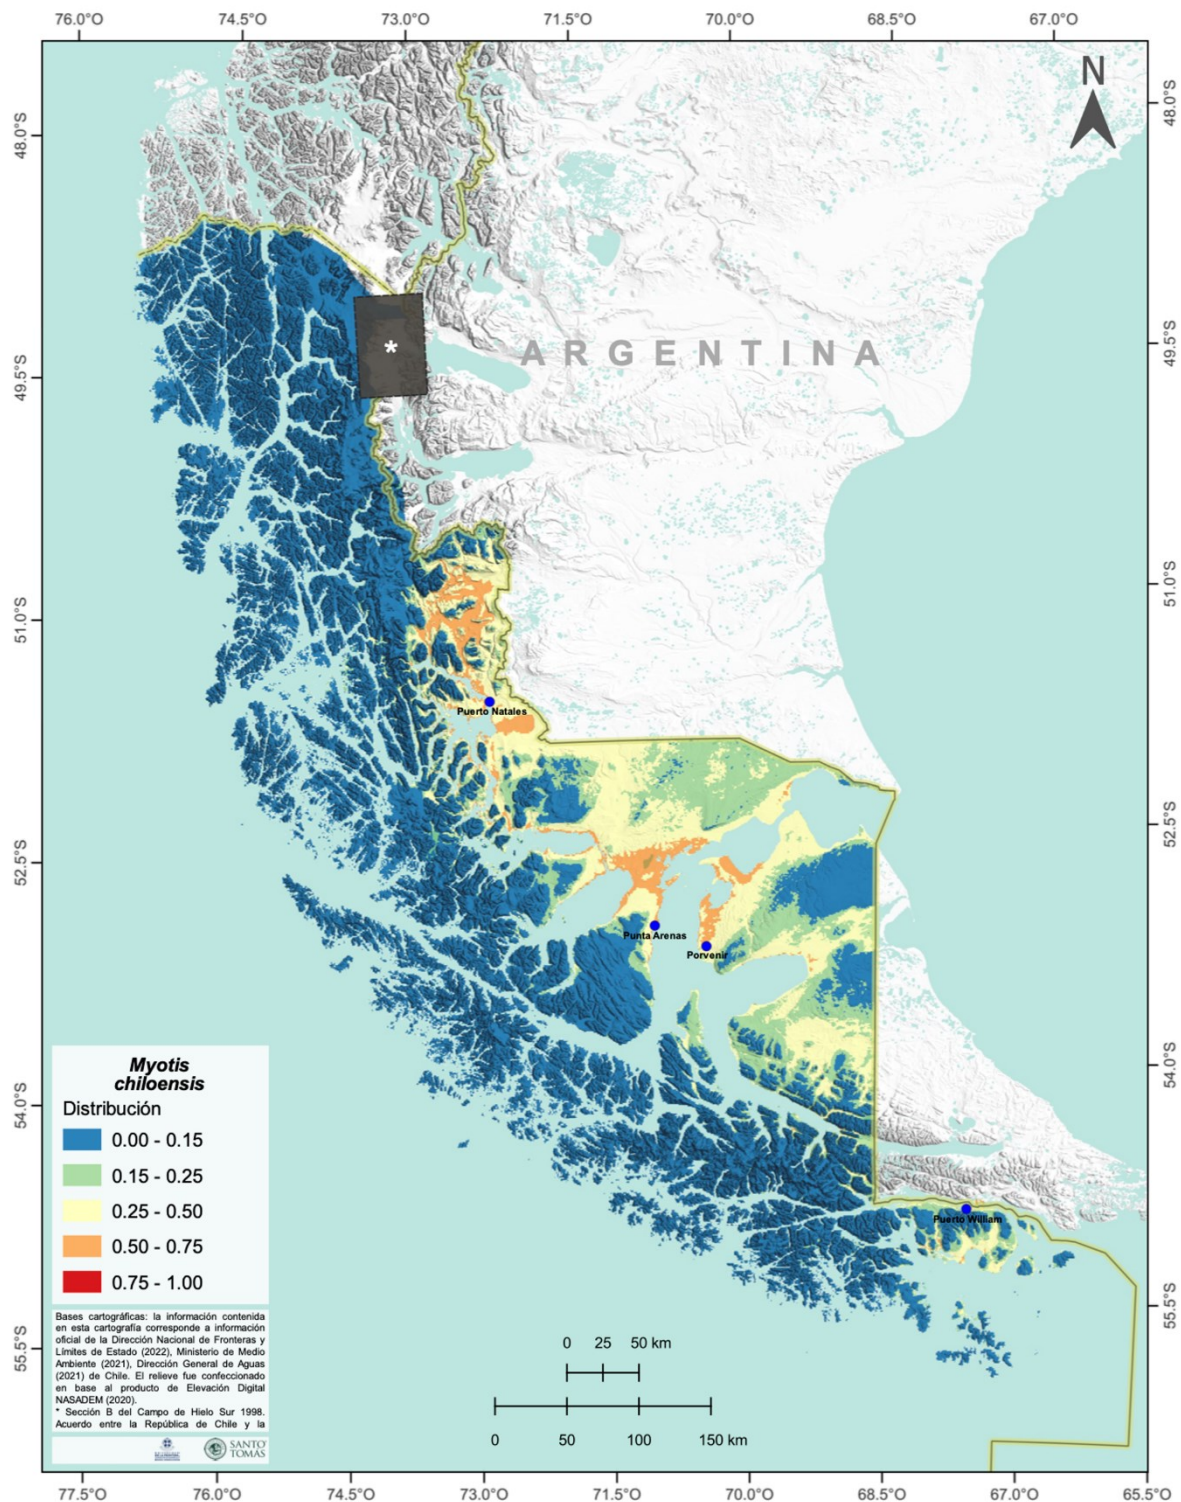 76.0°O 74.5°O 73.0°O 71.5°O 70.0°O 68.5°O 67.0°O
N
48.0°S
48.0°S
49.5°S
49.5°S
*
ARGENTINA
51.0°S
51.0°S
Puerto Natales
52.5°S
52.5°S
Punta Arenas
Porvenir
54.0°S
54.0°S
Puerto William
55.5°S
55.5°S
Myotis
chiloensis
Distribución
0.00 - 0.15
0.15 - 0.25
0.25 - 0.50
0.50 - 0.75
0.75 - 1.00
Bases cartográficas: la información contenida
en esta cartografía corresponde a información
oficial de la Dirección Nacional de Fronteras y
Límites de Estado (2022), Ministerio de Medio
Ambiente (2021), Dirección General de Aguas
(2021) de Chile. El relieve fue confeccionado
en base al producto de Elevación Digital
NASADEM (2020).
* Sección B del Campo de Hielo Sur 1998.
Acuerdo entre la República de Chile y la
SANTO
TOMÁS
0 25 50 km
0 50 100 150 km
77.5°O 76.0°O 74.5°O 73.0°O 71.5°O 70.0°O 68.5°O 67.0°O 65.5°O